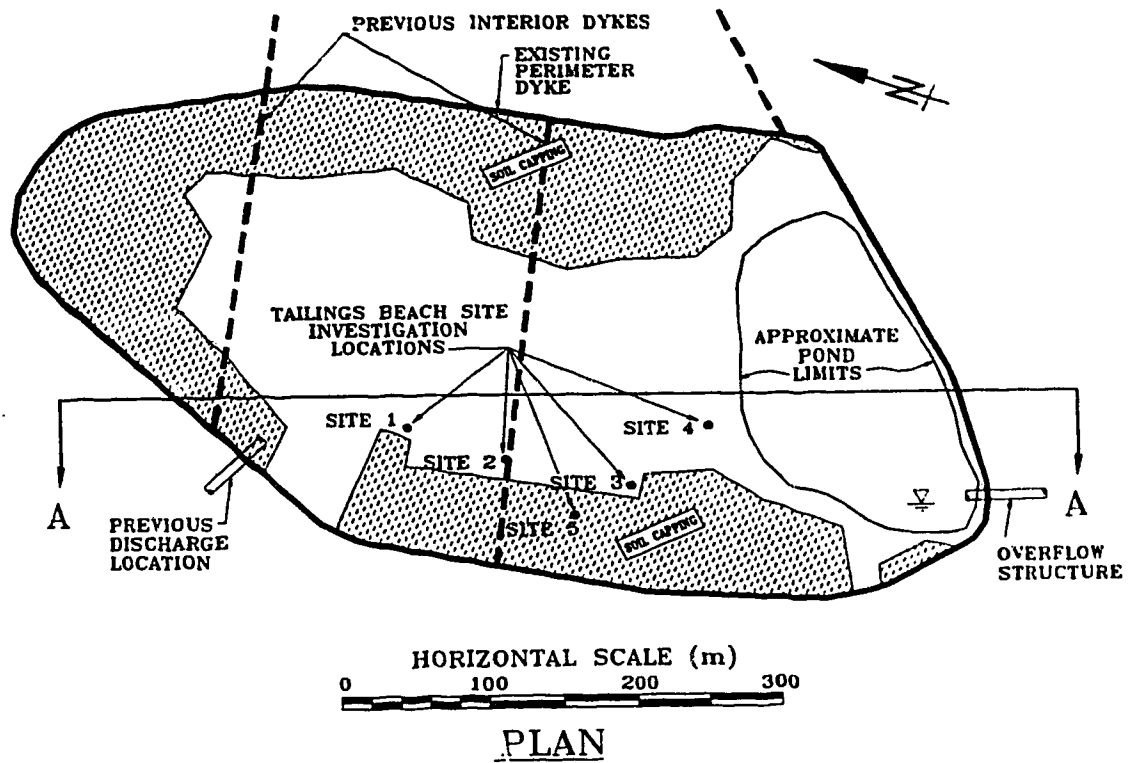 PREVIOUS INTERIOR DYKES
EXISTING
PERIMETER
DYKE
N
SOIL CAPPING
TAILINGS BEACH SITE
INVESTIGATION
LOCATIONS
APPROXIMATE
POND
LIMITS
SITE 1
SITE 4
SITE 2
SITE 3
SITE 5
SOIL CAPPING
A
A
PREVIOUS
DISCHARGE
LOCATION
OVERFLOW
STRUCTURE
HORIZONTAL SCALE (m)
0 100 200 300
PLAN